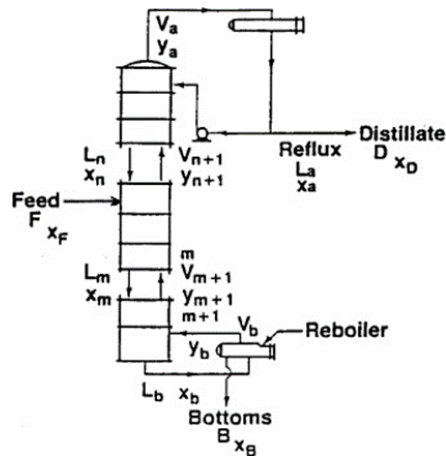 V_a
y_a
Reflux
L_a
x_a
Distillate
D x_D
L_n V_n+1
x_n y_n+1
Feed
F x_F
m
L_m V_m+1
x_m y_m+1
m+1
V_b
y_b
Reboiler
L_b x_b
Bottoms
B x_B